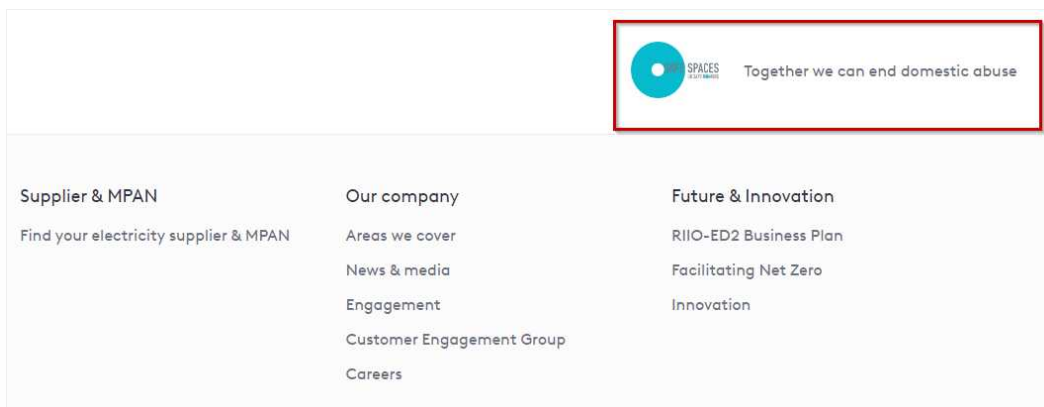 SPACES
Together we can end domestic abuse
Supplier & MPAN
Find your electricity supplier & MPAN
Our company
Areas we cover
News & media
Engagement
Customer Engagement Group
Careers
Future & Innovation
RIIO-ED2 Business Plan
Facilitating Net Zero
Innovation